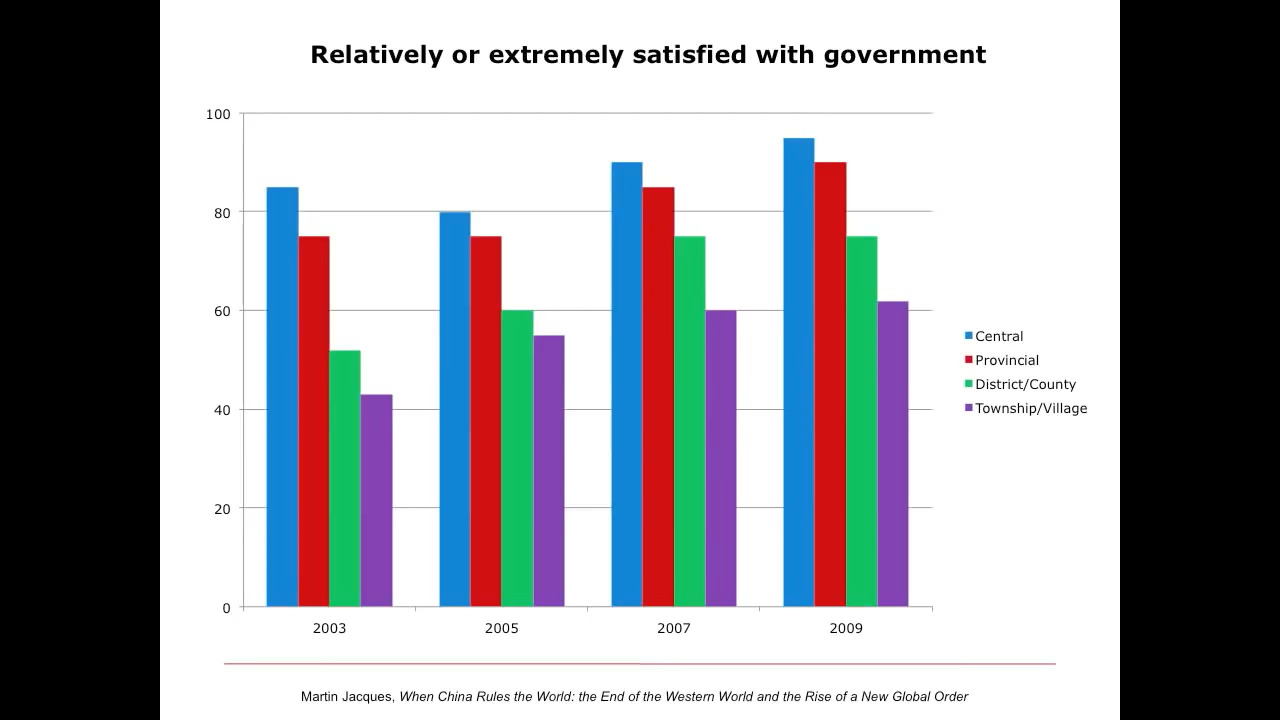 Relatively or extremely satisfied with government
100
80
60
40
20
0
2003 2005 2007 2009
Central
Provincial
District/County
Township/Village
Martin Jacques, When China Rules the World: the End of the Western World and the Rise of a New Global Order